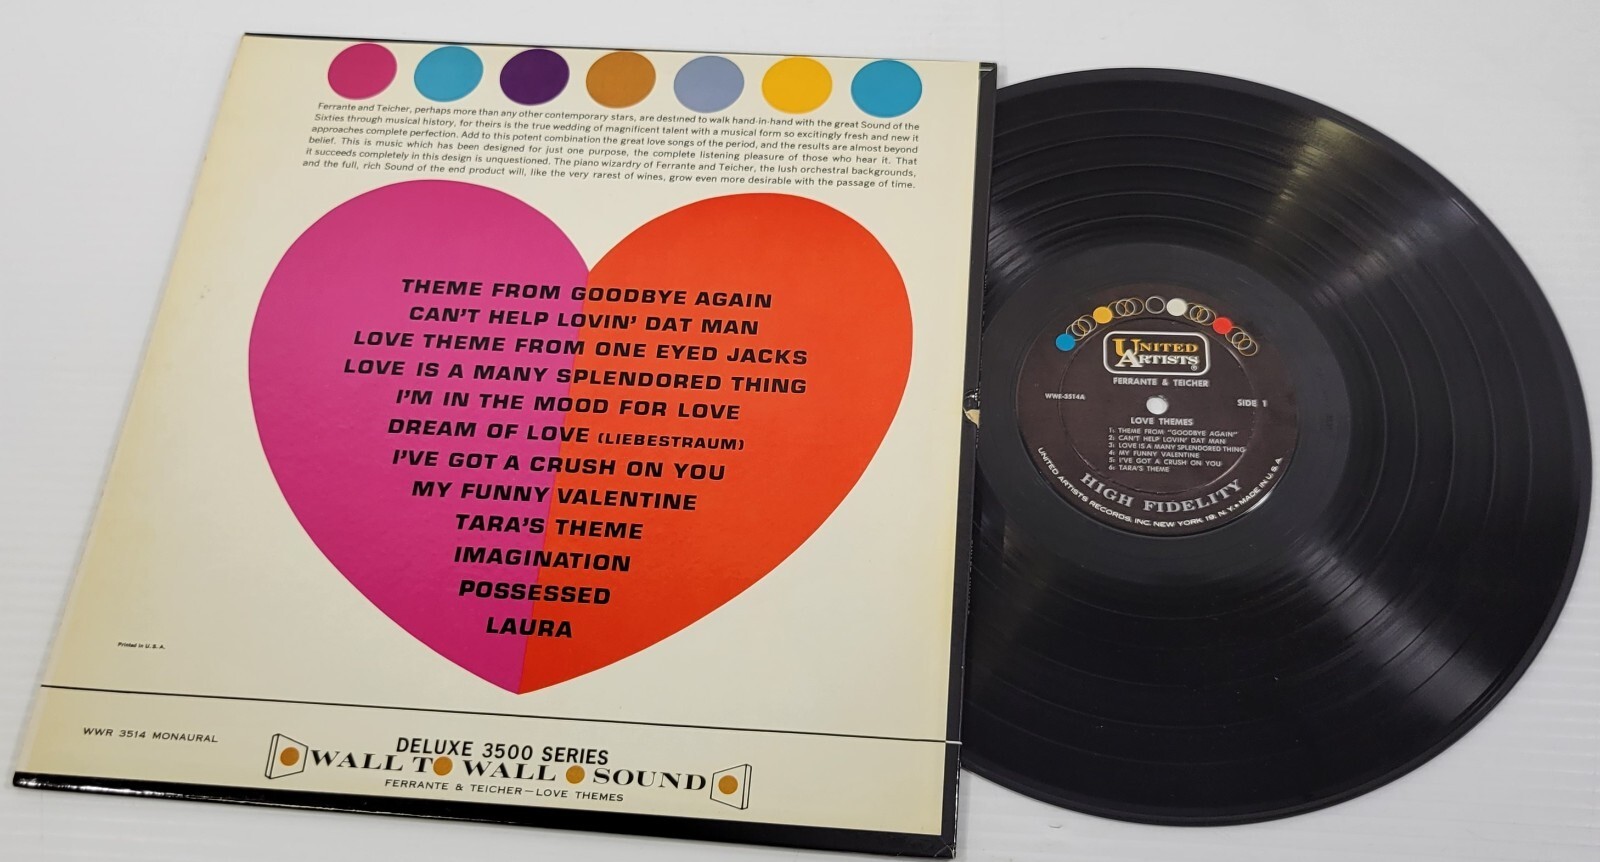 Ferrante and Teicher, perhaps more than any other contemporary stars, are destined to walk hand-in-hand with the great Sound of the
Sixties through musical history, for theirs is the true wedding of magnificent talent with a musical form so excitingly fresh and new it
approaches complete perfection. Add to this potent combination the great love songs of the period, and the results are almost beyond
belief. This is music which has been designed for just one purpose, the complete listening pleasure of those who hear it. That
it succeeds completely in this design is unquestioned. The piano wizardry of Ferrante and Teicher, the lush orchestral backgrounds,
and the full, rich Sound of the end product will, like the very rarest of wines, grow even more desirable with the passage of time.
THEME FROM GOODBYE AGAIN
CAN'T HELP LOVIN' DAT MAN
LOVE THEME FROM ONE EYED JACKS
LOVE IS A MANY SPLENDORED THING
I'M IN THE MOOD FOR LOVE
DREAM OF LOVE (LIEBESTRAUM)
I'VE GOT A CRUSH ON YOU
MY FUNNY VALENTINE
TARA'S THEME
IMAGINATION
POSSESSED
LAURA
Printed in U.S.A.
WWR 3514 MONAURAL
DELUXE 3500 SERIES
WALL TO WALL SOUND
FERRANTE & TEICHER—LOVE THEMES
UNITED
ARTISTS®
FERRANTE & TEICHER
WWE-3514A
SIDE 1
LOVE THEMES
1: THEME FROM "GOODBYE AGAIN"
2: CAN'T HELP LOVIN' DAT MAN
3: LOVE IS A MANY SPLENDORED THING
4: MY FUNNY VALENTINE
5: I'VE GOT A CRUSH ON YOU
6: TARA'S THEME
HIGH FIDELITY
UNITED ARTISTS RECORDS, INC. NEW YORK 19, N.Y. • MADE IN U.S.A.